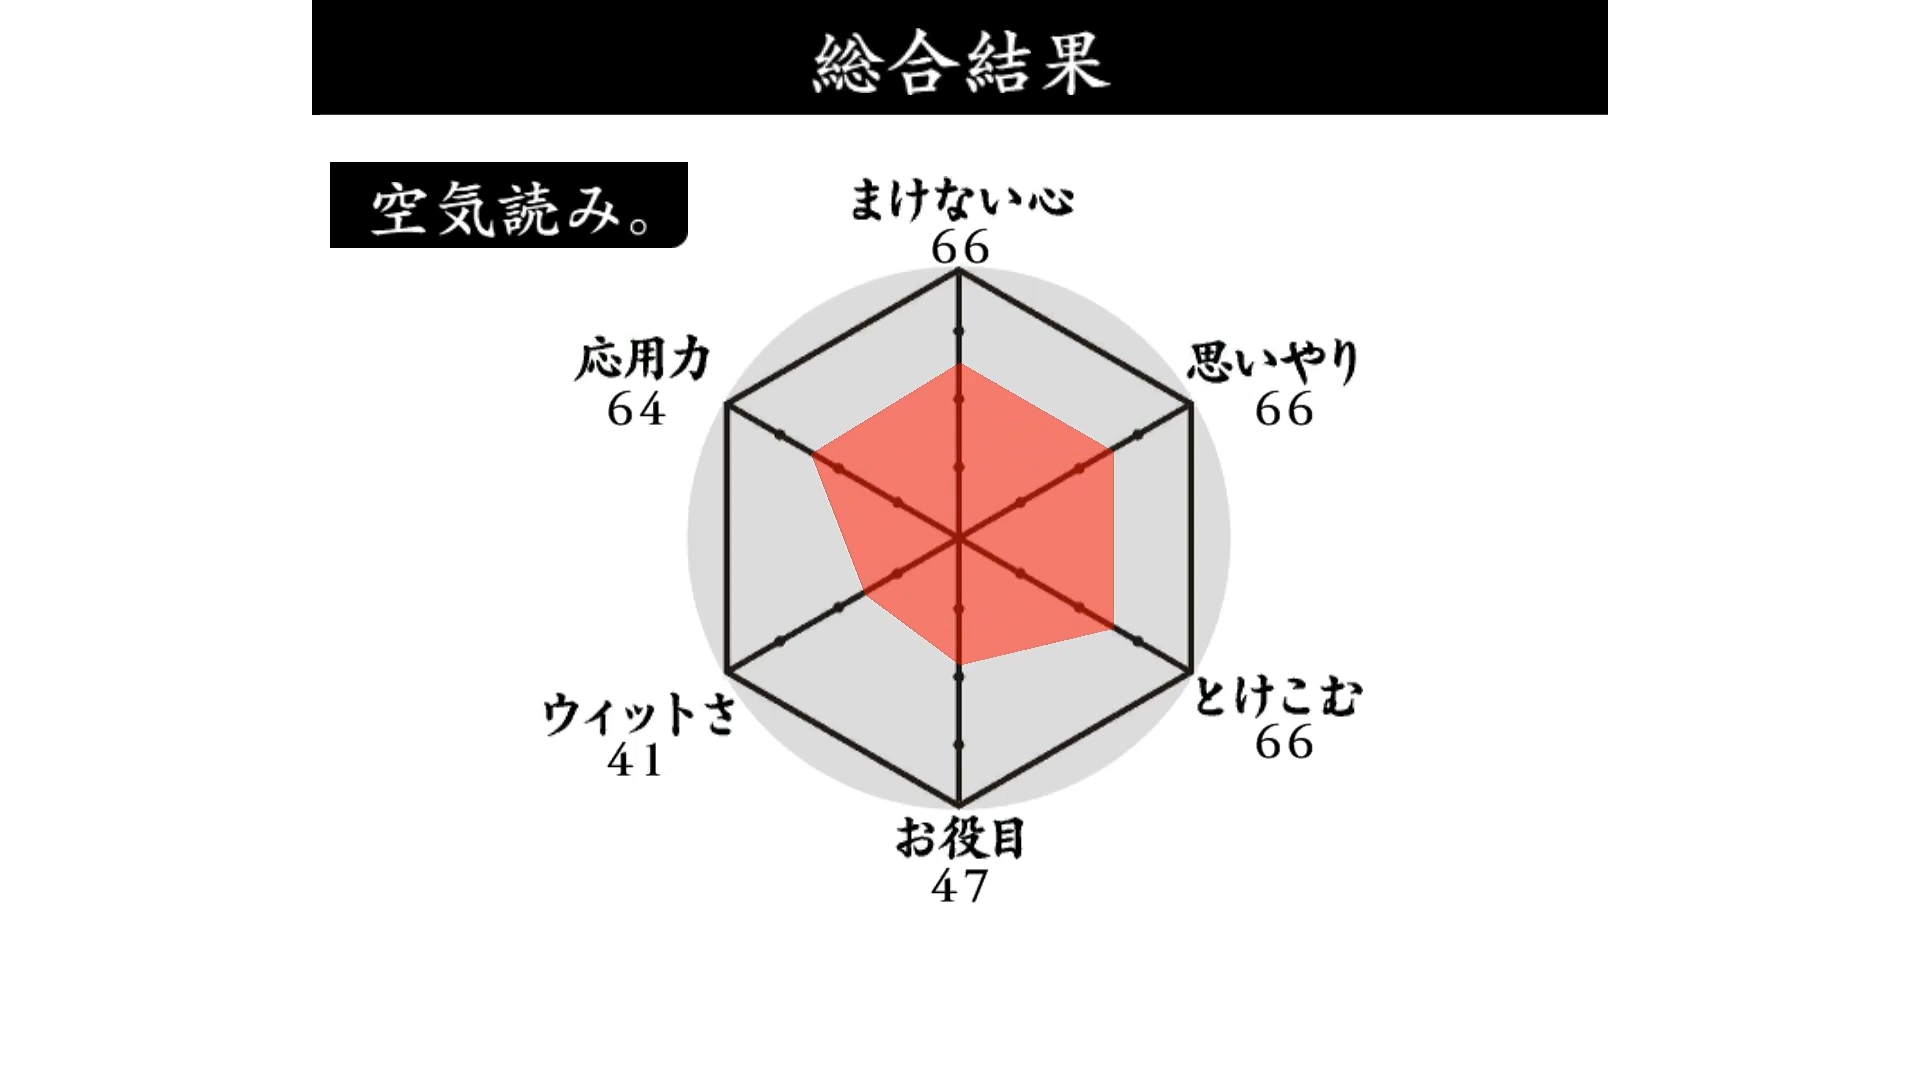 総合結果
空気読み。
まけない心
66
思いやり
66
とけこむ
66
お役目
47
ウィットさ
41
応用力
64